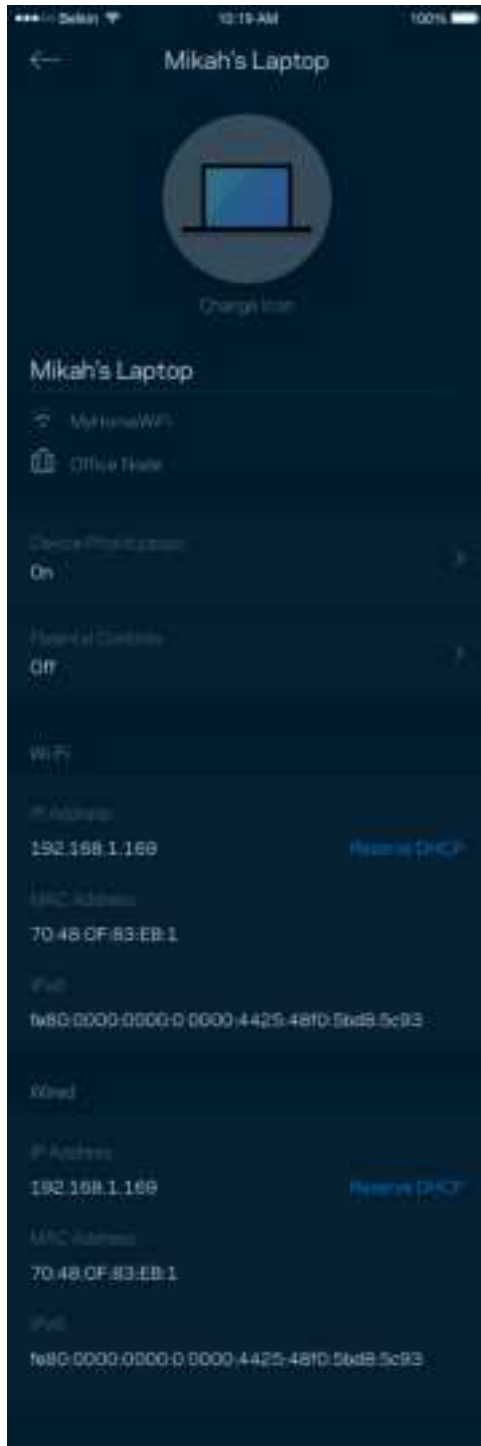 Belkin 10:19 AM 100%
Mikah's Laptop
Change Icon
Mikah's Laptop
MyHomeWiFi
Office Node
Device Prioritization
On
Parental Controls
Off
Wi-Fi
IP Address
192.168.1.169 Reserve DHCP
MAC Address
70:48:0F:83:EB:1
IPv6
fe80:0000:0000:0:0000:4425:48f0:5bd8:5c93
Wired
IP Address
192.168.1.169 Reserve DHCP
MAC Address
70:48:0F:83:EB:1
IPv6
fe80:0000:0000:0:0000:4425:48f0:5bd8:5c93